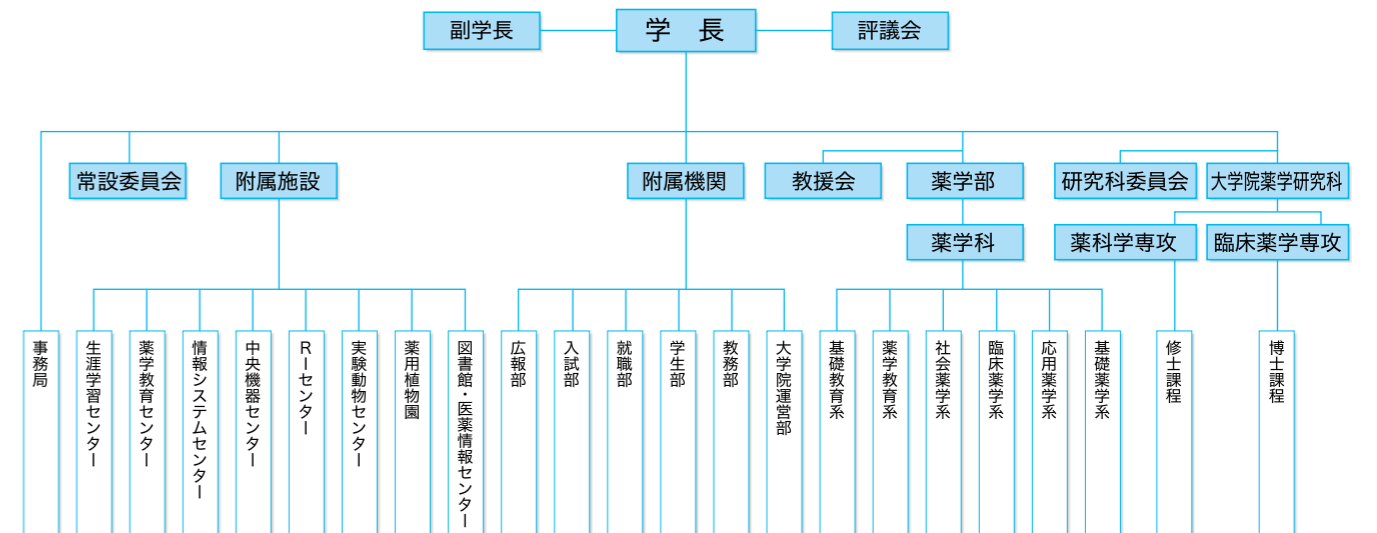 副学長
学　長
評議会
常設委員会
附属施設
附属機関
教援会
薬学部
研究科委員会
大学院薬学研究科
薬学科
薬科学専攻
臨床薬学専攻
事務局
生涯学習センター
薬学教育センター
情報システムセンター
中央機器センター
RIセンター
実験動物センター
薬用植物園
図書館・医薬情報センター
広報部
入試部
就職部
学生部
教務部
大学院運営部
基礎教育系
薬学教育系
社会薬学系
臨床薬学系
応用薬学系
基礎薬学系
修士課程
博士課程